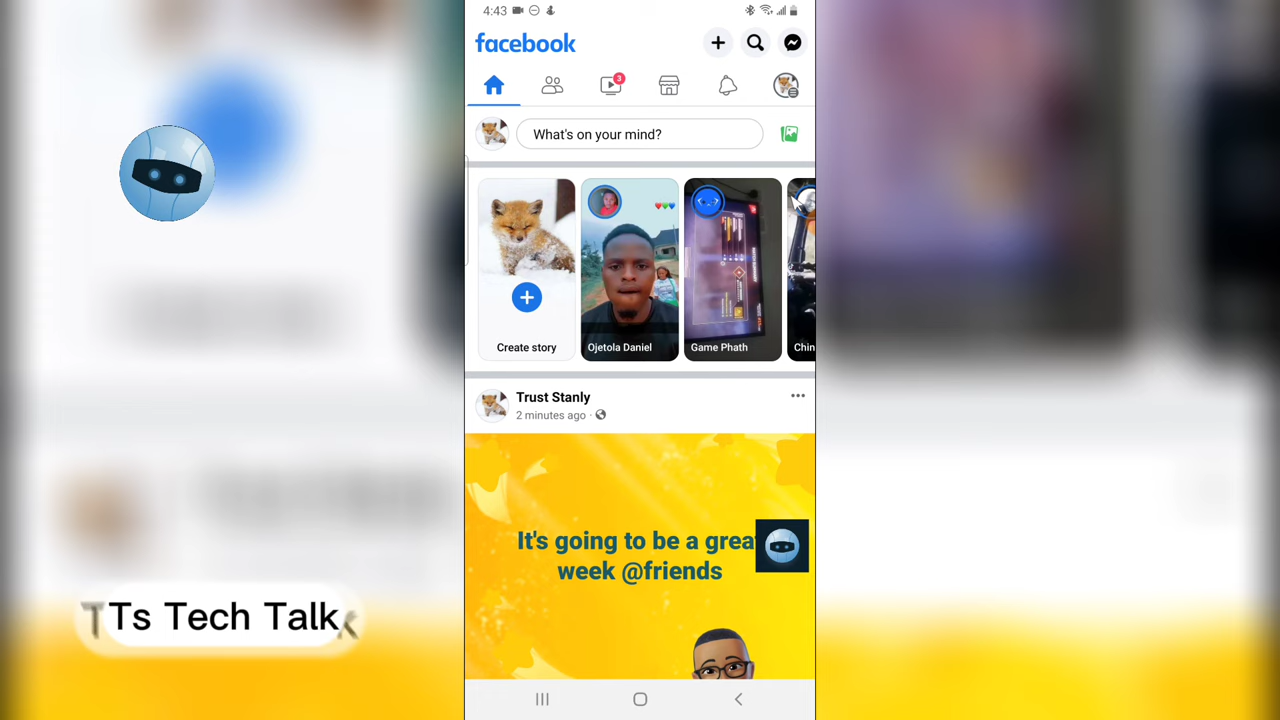 4:43
facebook
3
What's on your mind?
Create story
Ojetola Daniel
Game Phath
Chin
Trust Stanly
2 minutes ago ·
It's going to be a grea
week @friends
TTs Tech Talk